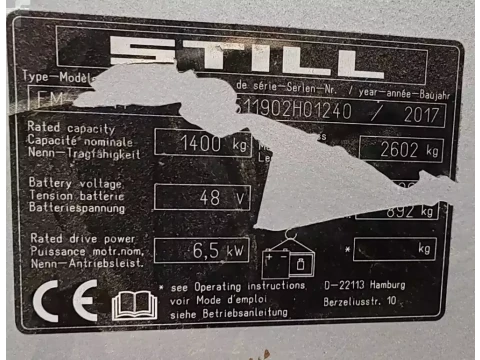 STILL
Type-Modèle
de série-Serien-Nr. / year-année-Baujahr
FM
511902H01240 / 2017
Rated capacity
Capacité nominale
Nenn-Tragfähigkeit
1400 kg
2602 kg
Battery voltage
Tension batterie
Batteriespannung
48 V
892 kg
Rated drive power
Puissance motr.nom.
Nenn-Antriebsleist.
6,5 kW
* kg
CE
* see Operating instructions
voir Mode d'emploi
siehe Betriebsanleitung
D-22113 Hamburg
Berzeliusstr. 10